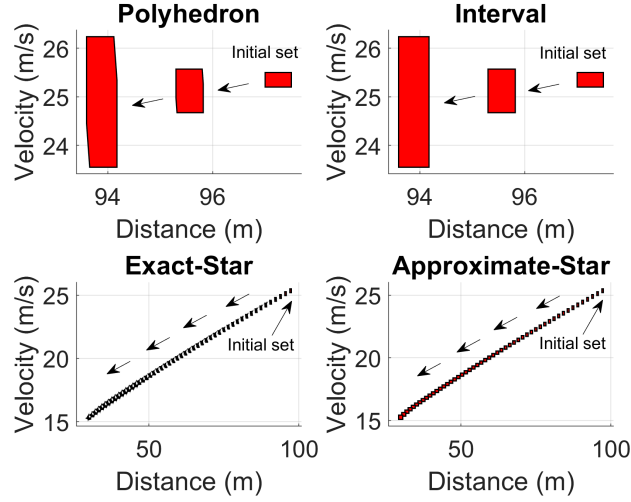 Polyhedron
Velocity (m/s)
26
25
24
94
96
Distance (m)
Initial set
Interval
Velocity (m/s)
26
25
24
94
96
Distance (m)
Initial set
Exact-Star
Velocity (m/s)
25
20
15
50
100
Distance (m)
Initial set
Approximate-Star
Velocity (m/s)
25
20
15
50
100
Distance (m)
Initial set